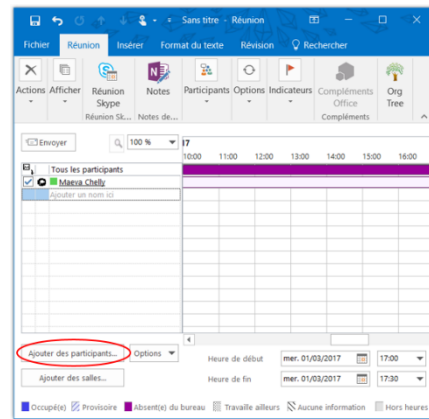 Sans titre - Réunion
Fichier Réunion Insérer Format du texte Révision Rechercher
Actions Afficher Réunion Skype Notes Participants Options Indicateurs Compléments Office Org Tree
Réunion Sk... Notes de... Compléments
Envoyer 100 % 17
10:00 11:00 12:00 13:00 14:00 15:00 16:00
Tous les participants
Maeva Chelly
Ajouter un nom ici
Ajouter des participants... Options Heure de début mer. 01/03/2017 17:00
Ajouter des salles... Heure de fin mer. 01/03/2017 17:30
Occupé(e) Provisoire Absent(e) du bureau Travaille ailleurs Aucune information Hors heures